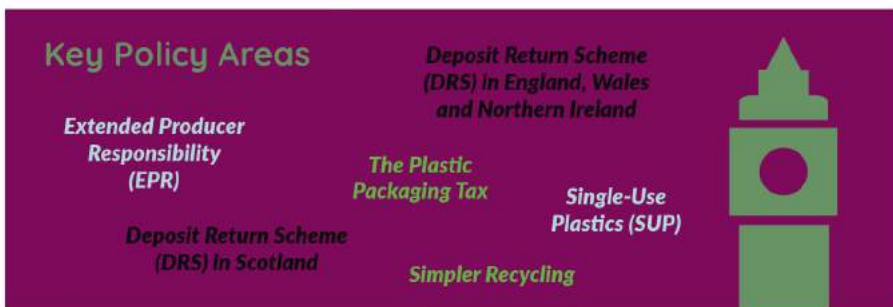 Key Policy Areas
Deposit Return Scheme
(DRS) in England, Wales
and Northern Ireland
Extended Producer
Responsibility
(EPR)
The Plastic
Packaging Tax
Single-Use
Plastics (SUP)
Deposit Return Scheme
(DRS) in Scotland
Simpler Recycling